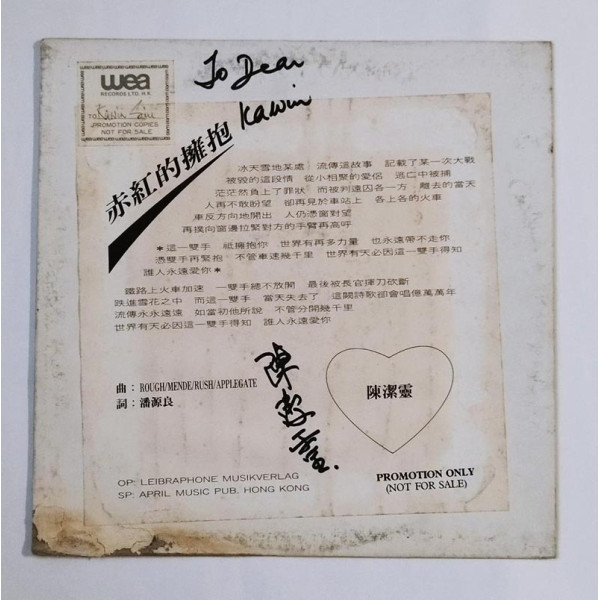 wea
RECORDS LTD. H.K.
TO
PROMOTION COPIES
NOT FOR SALE
To Dear
Kawin
赤紅的擁抱
冰天雪地某處 流傳這故事 記載了某一次大戰
被毀的這段情 從小相聚的愛侶 逃亡中被捕
茫茫然負上了罪狀 而被判遠囚各一方 離去的當天
人再不敢盼望 卻再見於車站上 各上各的火車
車反方向地開出 人仍憑窗對望
再撲向窗邊拉緊對方的手臂再高呼
*這一雙手 祗擁抱你 世界有再多力量 也永遠帶不走你
憑雙手再緊抱 不管車速幾千里 世界有天必因這一雙手得知
誰人永遠愛你*
鐵路上火車加速 一雙手總不放開 最後被長官揮刀砍斷
跌進雪花之中 而這一雙手 當天失去了 這闕詩歌卻會唱億萬萬年
流傳永永遠遠 如當初他所說 不管分開幾千里
世界有天必因這一雙手得知 誰人永遠愛你
曲：ROUGH/MENDE/RUSH/APPLEGATE
詞：潘源良
陳潔靈
陳潔靈
OP: LEIBRAPHONE MUSIKVERLAG
SP: APRIL MUSIC PUB. HONG KONG
PROMOTION ONLY
(NOT FOR SALE)